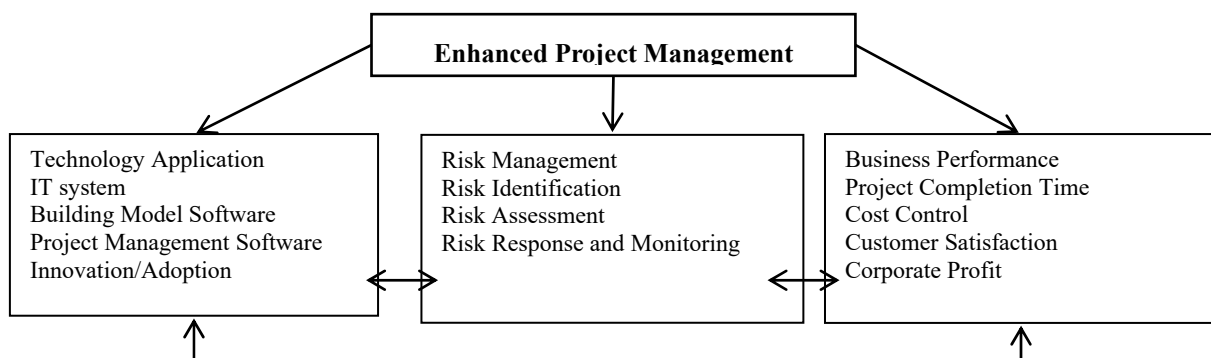 Enhanced Project Management
Technology Application
IT system
Building Model Software
Project Management Software
Innovation/Adoption
Risk Management
Risk Identification
Risk Assessment
Risk Response and Monitoring
Business Performance
Project Completion Time
Cost Control
Customer Satisfaction
Corporate Profit